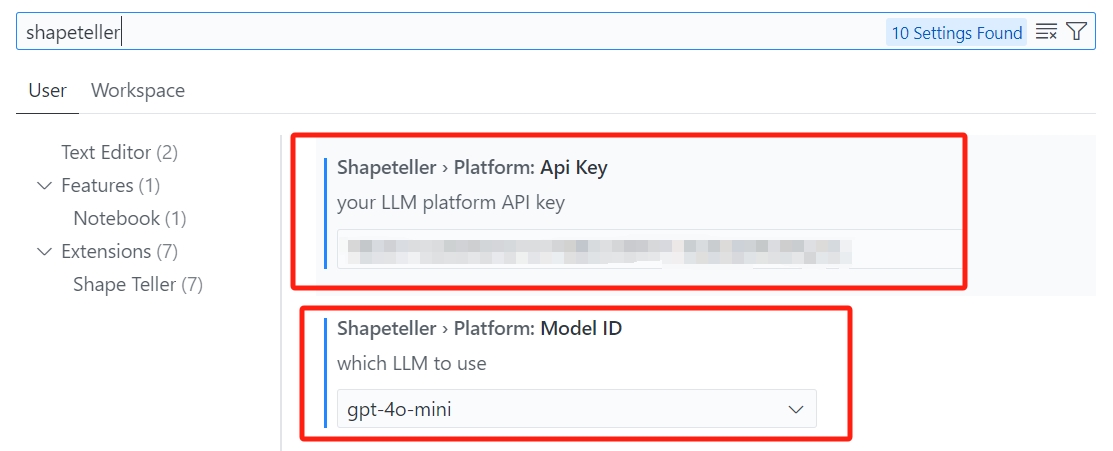 shapeteller
10 Settings Found
User Workspace
Text Editor (2)
Features (1)
Notebook (1)
Extensions (7)
Shape Teller (7)
Shapeteller › Platform: Api Key
your LLM platform API key
Shapeteller › Platform: Model ID
which LLM to use
gpt-4o-mini